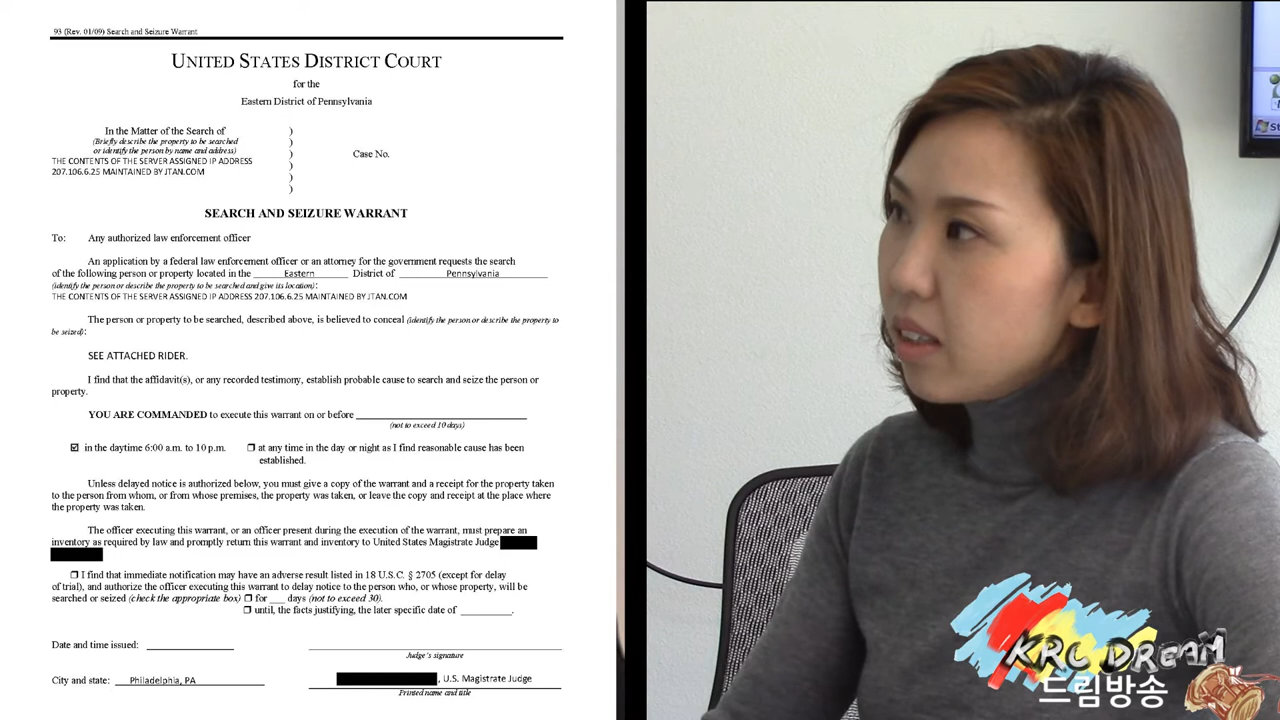 93 (Rev. 01/09) Search and Seizure Warrant
UNITED STATES DISTRICT COURT
for the
Eastern District of Pennsylvania
In the Matter of the Search of
(Briefly describe the property to be searched
or identify the person by name and address)
THE CONTENTS OF THE SERVER ASSIGNED IP ADDRESS
207.106.6.25 MAINTAINED BY JTAN.COM
)
)
)
)
)
)
Case No.
SEARCH AND SEIZURE WARRANT
To: Any authorized law enforcement officer
An application by a federal law enforcement officer or an attorney for the government requests the search
of the following person or property located in the Eastern District of Pennsylvania
(identify the person or describe the property to be searched and give its location):
THE CONTENTS OF THE SERVER ASSIGNED IP ADDRESS 207.106.6.25 MAINTAINED BY JTAN.COM
The person or property to be searched, described above, is believed to conceal (identify the person or describe the property to
be seized):
SEE ATTACHED RIDER.
I find that the affidavit(s), or any recorded testimony, establish probable cause to search and seize the person or
property.
YOU ARE COMMANDED to execute this warrant on or before
(not to exceed 10 days)
☑ in the daytime 6:00 a.m. to 10 p.m. ❒ at any time in the day or night as I find reasonable cause has been
established.
Unless delayed notice is authorized below, you must give a copy of the warrant and a receipt for the property taken
to the person from whom, or from whose premises, the property was taken, or leave the copy and receipt at the place where
the property was taken.
The officer executing this warrant, or an officer present during the execution of the warrant, must prepare an
inventory as required by law and promptly return this warrant and inventory to United States Magistrate Judge
❒ I find that immediate notification may have an adverse result listed in 18 U.S.C. § 2705 (except for delay
of trial), and authorize the officer executing this warrant to delay notice to the person who, or whose property, will be
searched or seized (check the appropriate box) ❒ for ___ days (not to exceed 30).
❒ until, the facts justifying, the later specific date of __________.
Date and time issued:
Judge's signature
City and state: Philadelphia, PA
, U.S. Magistrate Judge
Printed name and title
KRC DREAM
드림방송